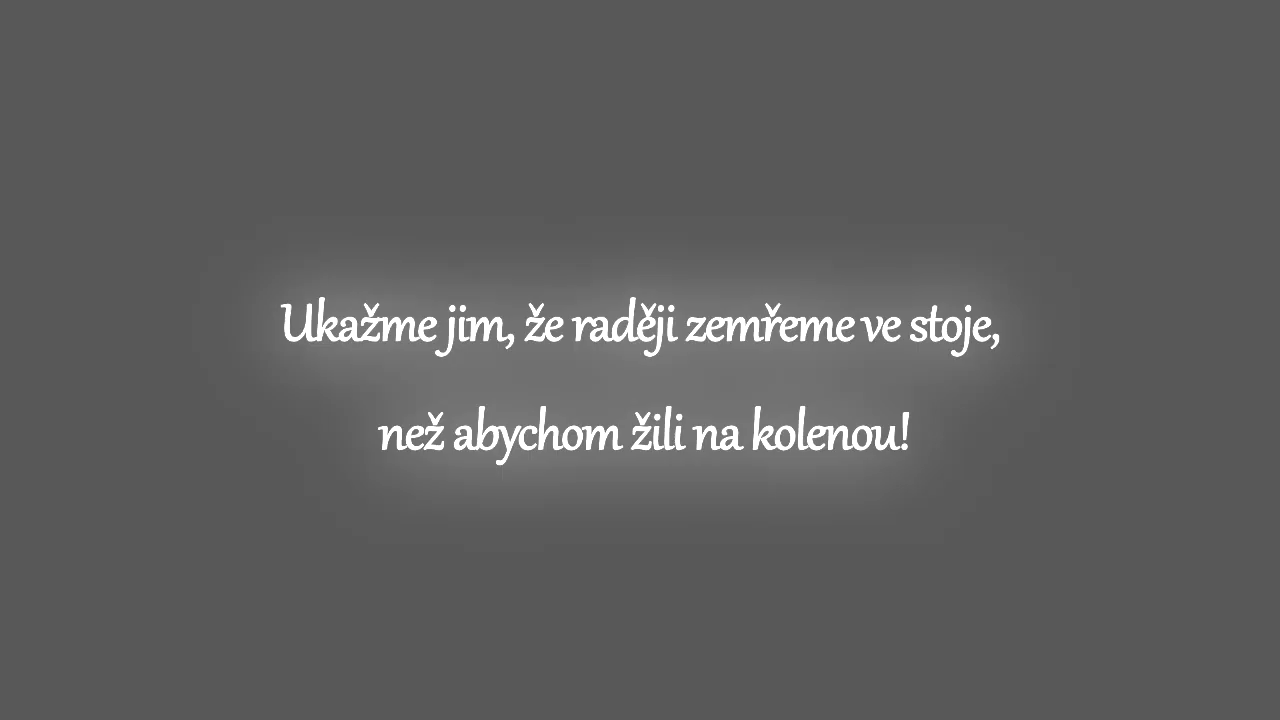 Ukažme jim, že raději zemřeme ve stoje,
než abychom žili na kolenou!